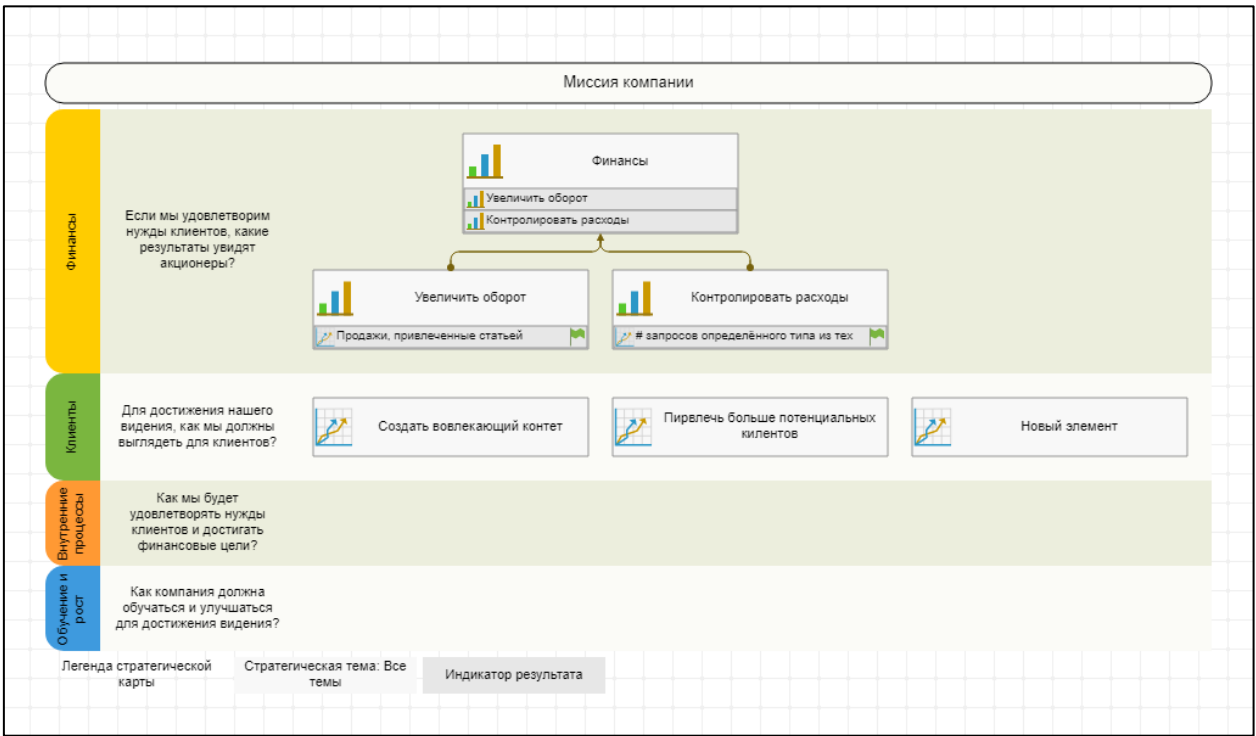 Миссия компании
Финансы
Если мы удовлетворим
нужды клиентов, какие
результаты увидят
акционеры?
Финансы
Увеличить оборот
Контролировать расходы
Увеличить оборот
Продажи, привлеченные статьей
Контролировать расходы
# запросов определённого типа из тех
Клиенты
Для достижения нашего
видения, как мы должны
выглядеть для клиентов?
Создать вовлекающий контет
Пирвлечь больше потенциальных
килентов
Новый элемент
Внутренние
процессы
Как мы будет
удовлетворять нужды
клиентов и достигать
финансовые цели?
Обучение и
рост
Как компания должна
обучаться и улучшаться
для достижения видения?
Легенда стратегической
карты
Стратегическая тема: Все
темы
Индикатор результата